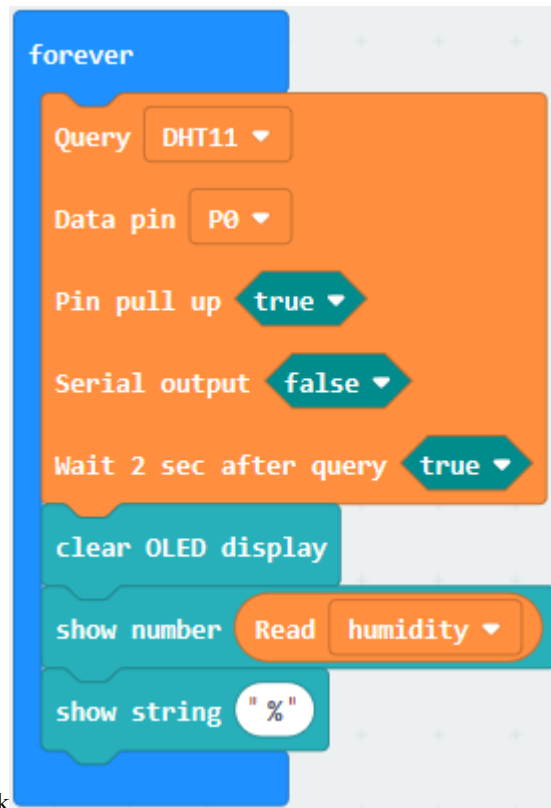 forever
Query DHT11
Data pin P0
Pin pull up true
Serial output false
Wait 2 sec after query true
clear OLED display
show number Read humidity
show string "%"
k